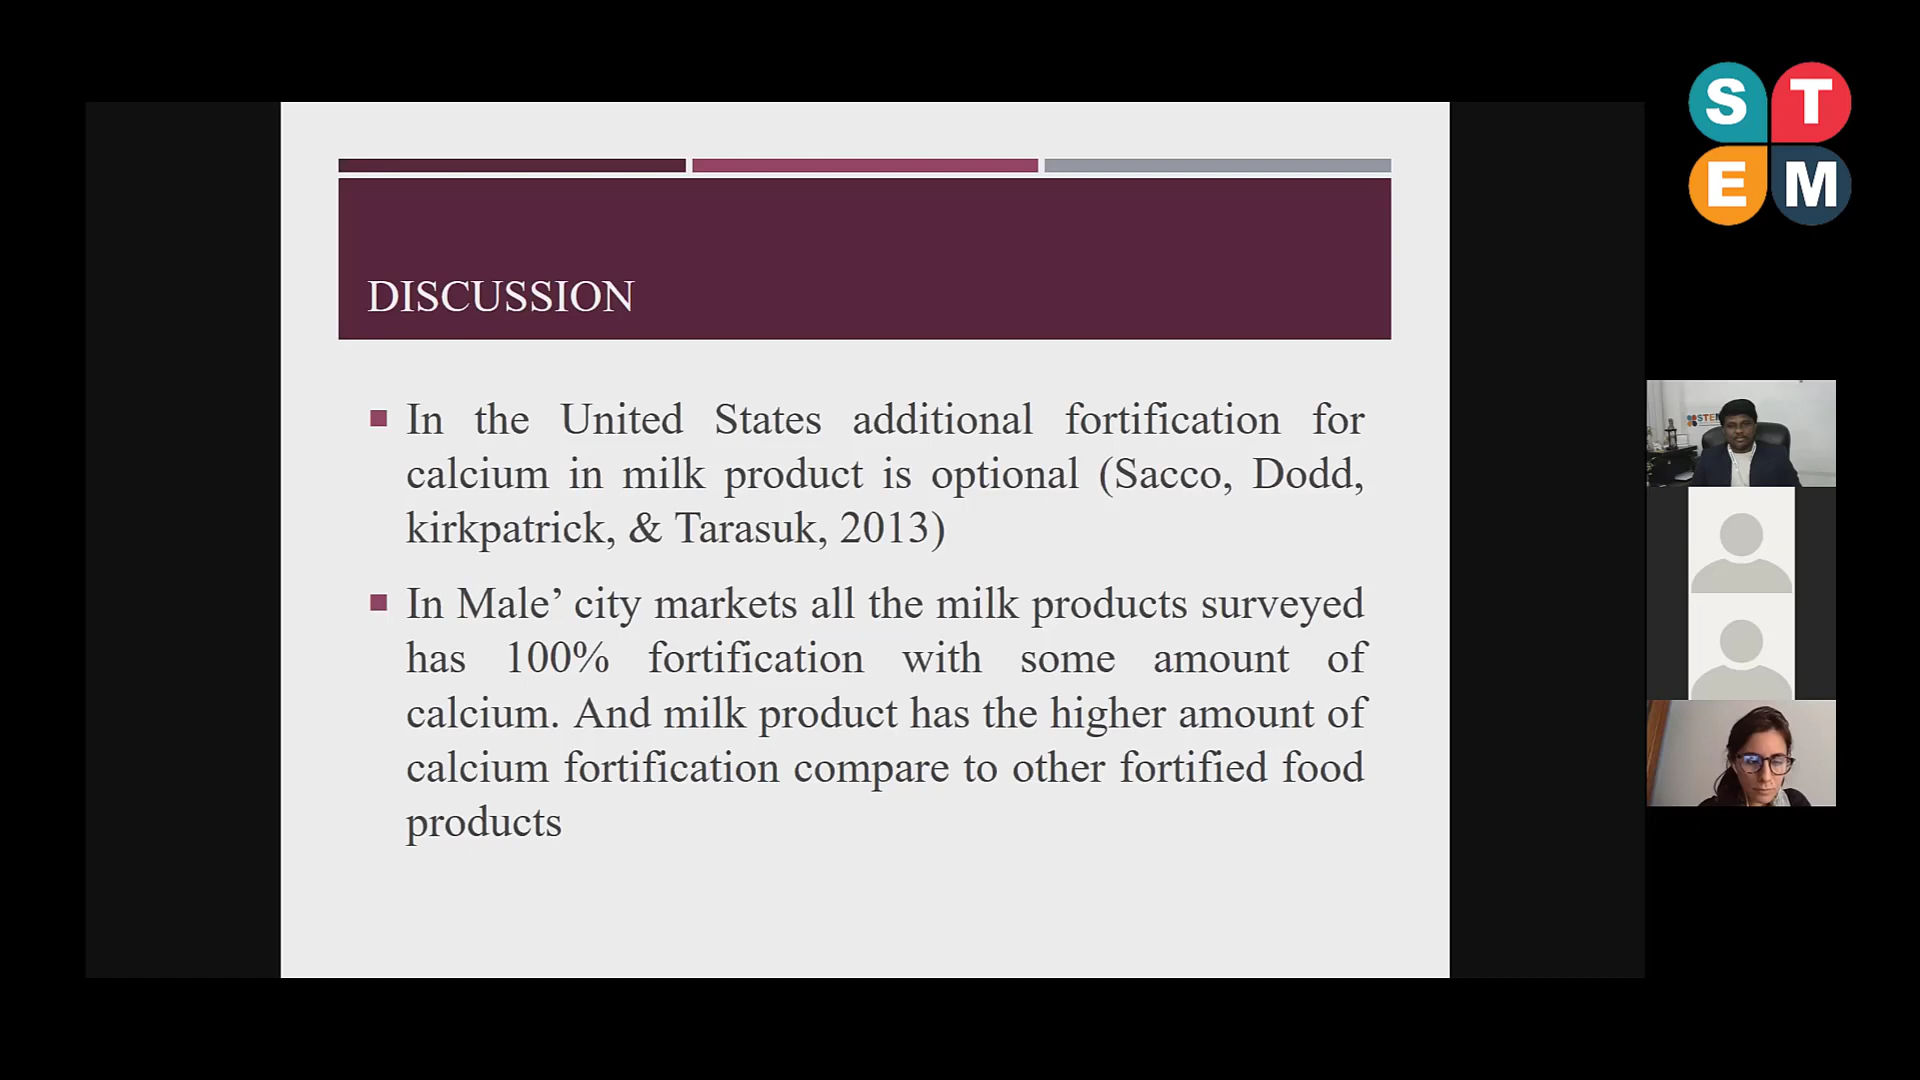 S T
E M
DISCUSSION
In the United States additional fortification for
calcium in milk product is optional (Sacco, Dodd,
kirkpatrick, & Tarasuk, 2013)
In Male’ city markets all the milk products surveyed
has 100% fortification with some amount of
calcium. And milk product has the higher amount of
calcium fortification compare to other fortified food
products